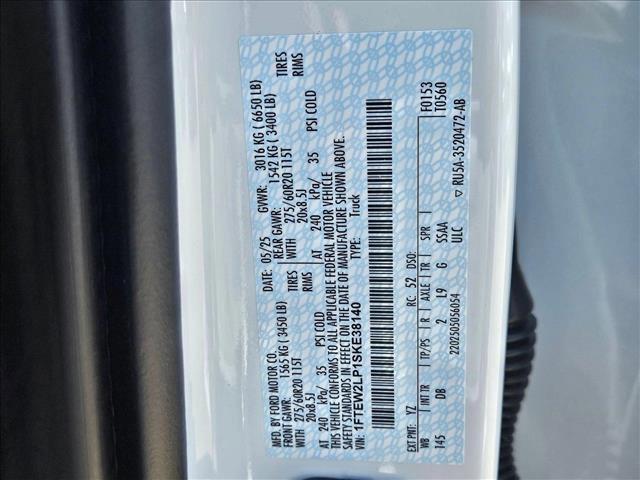 MFD. BY FORD MOTOR CO.
DATE: 05/25 GVWR: 3016 KG ( 6650 LB)
FRONT GAWR: 1565 KG ( 3450 LB) REAR GAWR: 1542 KG ( 3400 LB)
WITH 275/60R20 115T TIRES WITH 275/60R20 115T TIRES
20x8.5J RIMS 20x8.5J RIMS
AT 240 kPa/ 35 PSI COLD AT 240 kPa/ 35 PSI COLD
THIS VEHICLE CONFORMS TO ALL APPLICABLE FEDERAL MOTOR VEHICLE
SAFETY STANDARDS IN EFFECT ON THE DATE OF MANUFACTURE SHOWN ABOVE.
VIN: 1FTEW2LP1SKE38140 TYPE: Truck
F0153
T0560
EXT PNT: YZ RC: 52 DSO:
WB INT TR TP/PS R AXLE TR SPR
145 DB 2 L9 G SSAA
ULC
2202505056054
▽ RU5A-3520472-AB